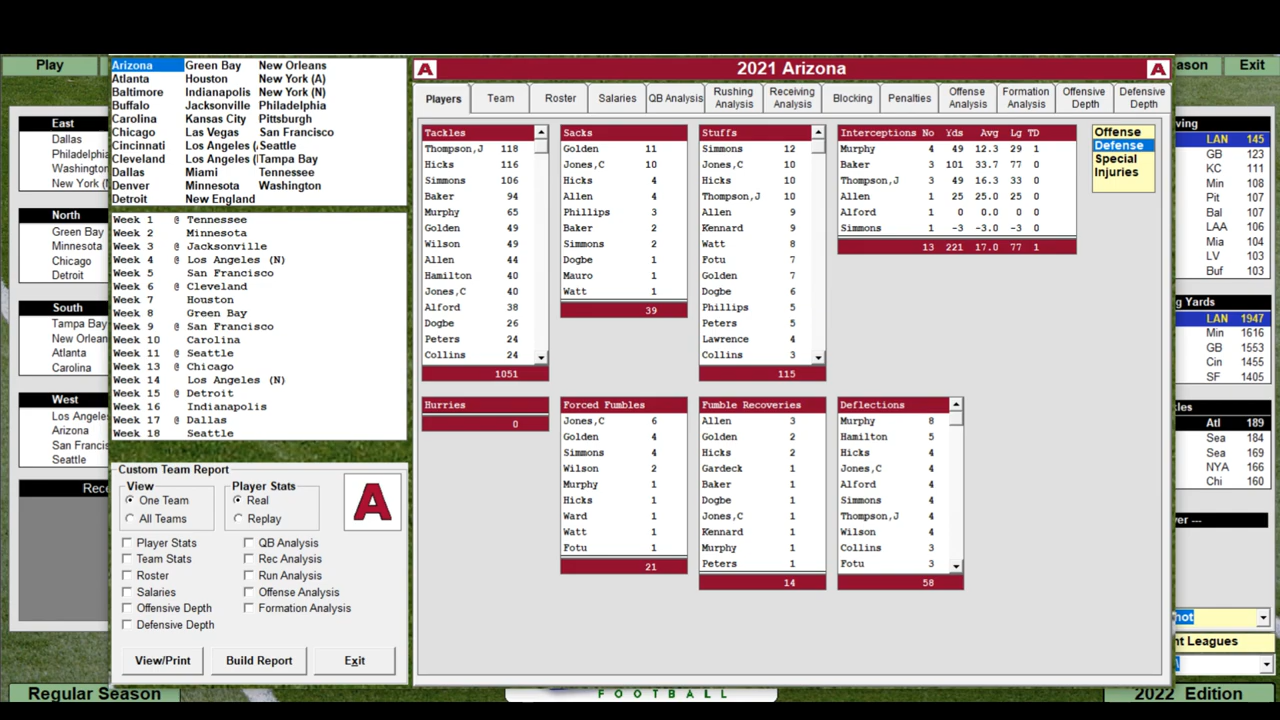 Play
ason
Exit
East
Dallas
Philadelphia
Washington
New York (N
North
Green Bay
Minnesota
Chicago
Detroit
South
Tampa Bay
New Orlean
Atlanta
Carolina
West
Los Angele
Arizona
San Francis
Seattle
Rece
Arizona Green Bay New Orleans
Atlanta Houston New York (A)
Baltimore Indianapolis New York (N)
Buffalo Jacksonville Philadelphia
Carolina Kansas City Pittsburgh
Chicago Las Vegas San Francisco
Cincinnati Los Angeles (, Seattle
Cleveland Los Angeles (I Tampa Bay
Dallas Miami Tennessee
Denver Minnesota Washington
Detroit New England
Week 1 @ Tennessee
Week 2 Minnesota
Week 3 @ Jacksonville
Week 4 @ Los Angeles (N)
Week 5 San Francisco
Week 6 @ Cleveland
Week 7 Houston
Week 8 Green Bay
Week 9 @ San Francisco
Week 10 Carolina
Week 11 @ Seattle
Week 13 @ Chicago
Week 14 Los Angeles (N)
Week 15 @ Detroit
Week 16 Indianapolis
Week 17 @ Dallas
Week 18 Seattle
Custom Team Report
View
One Team
All Teams
Player Stats
Real
Replay
A
Player Stats QB Analysis
Team Stats Rec Analysis
Roster Run Analysis
Salaries Offense Analysis
Offensive Depth Formation Analysis
Defensive Depth
View/Print Build Report Exit
A 2021 Arizona A
Players Team Roster Salaries QB Analysis Rushing Analysis Receiving Analysis Blocking Penalties Offense Analysis Formation Analysis Offensive Depth Defensive Depth
Tackles
Thompson,J 118
Hicks 116
Simmons 106
Baker 94
Murphy 65
Golden 49
Wilson 49
Allen 44
Hamilton 40
Jones,C 40
Alford 38
Dogbe 26
Peters 24
Collins 24
1051
Sacks
Golden 11
Jones,C 10
Hicks 4
Allen 4
Phillips 3
Baker 2
Simmons 2
Dogbe 1
Mauro 1
Watt 1
39
Stuffs
Simmons 12
Jones,C 10
Hicks 10
Thompson,J 10
Allen 9
Kennard 9
Watt 8
Fotu 7
Golden 7
Dogbe 6
Phillips 5
Peters 5
Lawrence 4
Collins 3
115
Interceptions No Yds Avg Lg TD
Murphy 4 49 12.3 29 1
Baker 3 101 33.7 77 0
Thompson,J 3 49 16.3 33 0
Allen 1 25 25.0 25 0
Alford 1 0 0.0 0 0
Simmons 1 -3 -3.0 -3 0
13 221 17.0 77 1
Offense
Defense
Special
Injuries
Hurries
0
Forced Fumbles
Jones,C 6
Golden 4
Simmons 4
Wilson 2
Murphy 1
Hicks 1
Ward 1
Watt 1
Fotu 1
21
Fumble Recoveries
Allen 3
Golden 2
Hicks 2
Gardeck 1
Baker 1
Dogbe 1
Jones,C 1
Kennard 1
Murphy 1
Peters 1
14
Deflections
Murphy 8
Hamilton 5
Hicks 4
Jones,C 4
Alford 4
Simmons 4
Thompson,J 4
Wilson 4
Collins 3
Fotu 3
58
ving
LAN 145
GB 123
KC 111
Min 108
Pit 107
Bal 107
LAA 106
Mia 104
LV 103
Buf 103
g Yards
LAN 1947
Min 1616
GB 1553
Cin 1455
SF 1405
kles
Atl 189
Sea 184
Sea 169
NYA 166
Chi 160
yer ---
hot
nt Leagues
Regular Season
FOOTBALL
2022 Edition